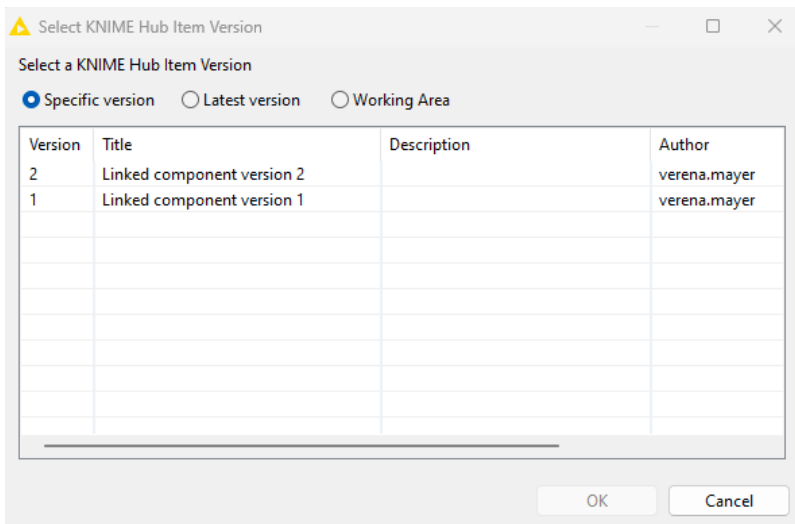 Select KNIME Hub Item Version
Select a KNIME Hub Item Version
Specific version Latest version Working Area
Version Title Description Author
2 Linked component version 2 verena.mayer
1 Linked component version 1 verena.mayer
OK Cancel